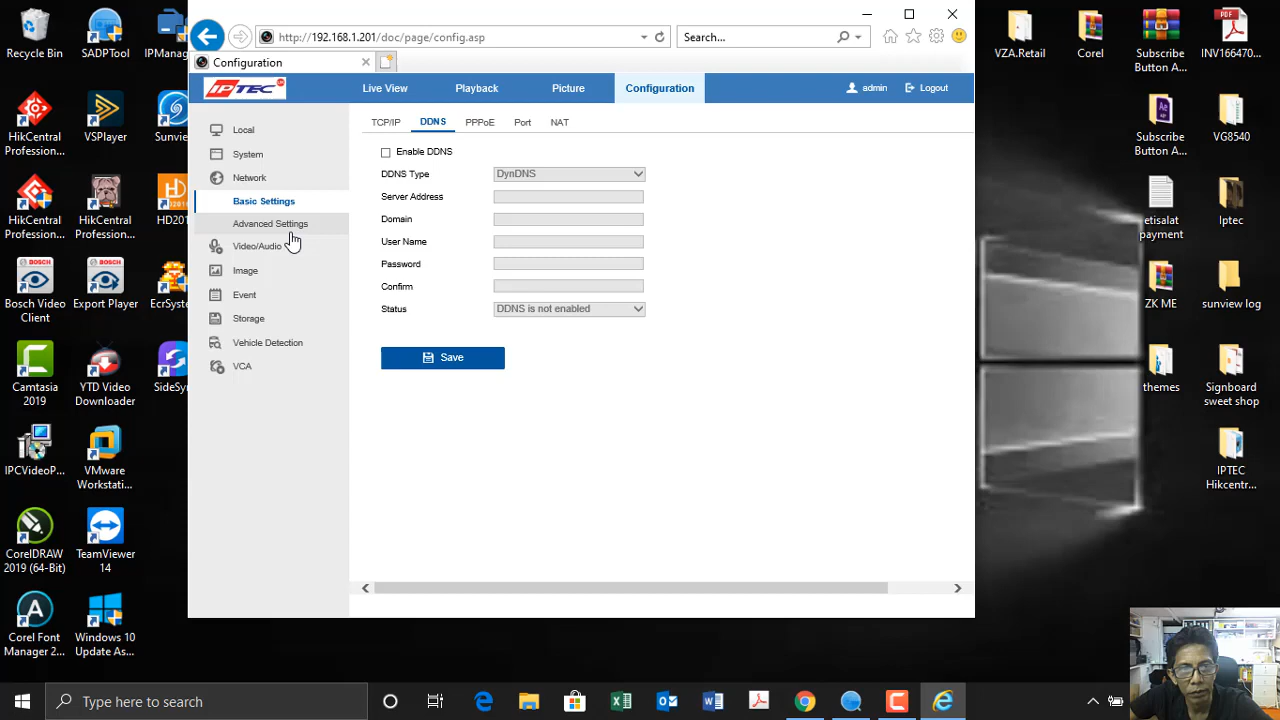 Recycle Bin
SADPTool
IPManag
HikCentral
Profession...
VSPlayer
Sunview
HikCentral
Profession...
HikCentral
Profession...
HD201
Bosch Video
Client
Export Player
EcrSyste
Camtasia
2019
YTD Video
Downloader
SideSyn
IPCVideoP...
VMware
Workstati...
CorelDRAW
2019 (64-Bit)
TeamViewer
14
Corel Font
Manager 2...
Windows 10
Update As...
http://192.168.1.201/doc/page/config.asp
Search...
Configuration
IPTEC
Live View
Playback
Picture
Configuration
admin
Logout
Local
System
Network
Basic Settings
Advanced Settings
Video/Audio
Image
Event
Storage
Vehicle Detection
VCA
TCP/IP
DDNS
PPPoE
Port
NAT
Enable DDNS
DDNS Type
DynDNS
Server Address
Domain
User Name
Password
Confirm
Status
DDNS is not enabled
Save
VZA.Retail
Corel
Subscribe
Button A...
INV166470...
Subscribe
Button A...
VG8540
etisalat
payment
Iptec
ZK ME
sunview log
themes
Signboard
sweet shop
IPTEC
Hikcentr...
Type here to search